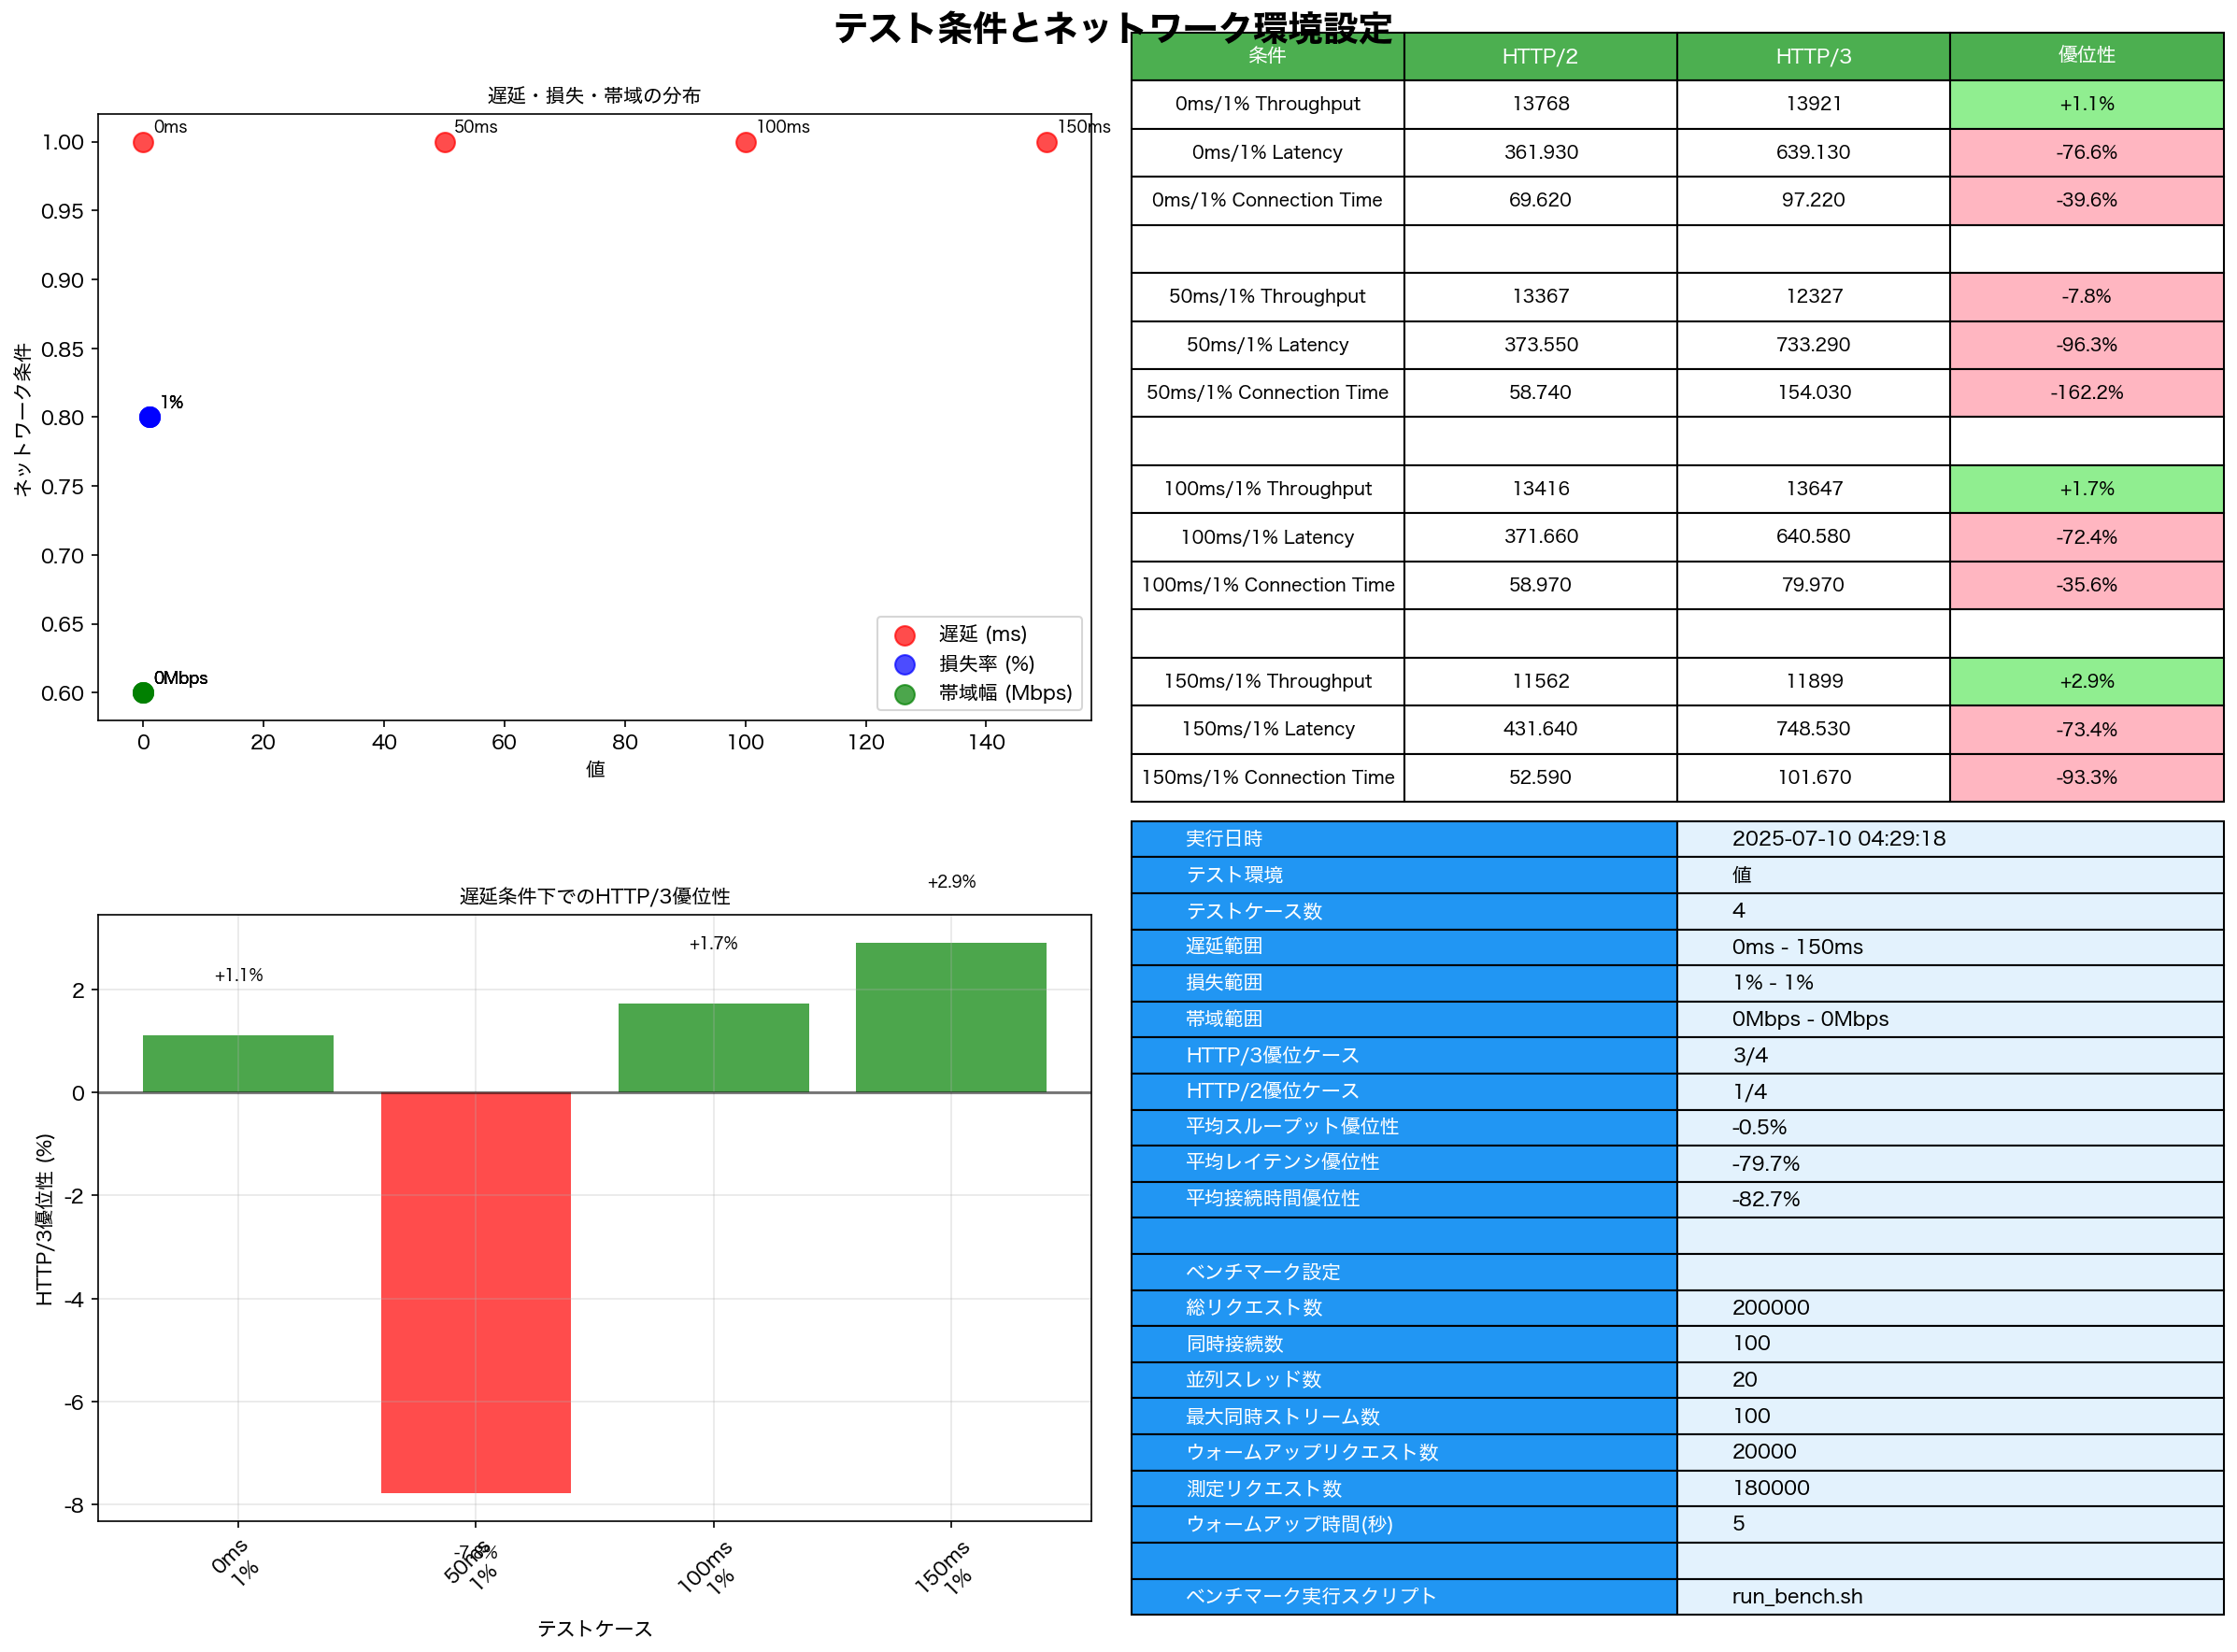 テスト条件とネットワーク環境設定
遅延・損失・帯域の分布
0ms 50ms 100ms 150ms
1.00
0.95
0.90
0.85
1%
0.80
0.75
0.70
0.65
0Mbps
0.60
ネットワーク条件
遅延 (ms)
損失率 (%)
帯域幅 (Mbps)
0 20 40 60 80 100 120 140
値
条件 HTTP/2 HTTP/3 優位性
0ms/1% Throughput 13768 13921 +1.1%
0ms/1% Latency 361.930 639.130 -76.6%
0ms/1% Connection Time 69.620 97.220 -39.6%
50ms/1% Throughput 13367 12327 -7.8%
50ms/1% Latency 373.550 733.290 -96.3%
50ms/1% Connection Time 58.740 154.030 -162.2%
100ms/1% Throughput 13416 13647 +1.7%
100ms/1% Latency 371.660 640.580 -72.4%
100ms/1% Connection Time 58.970 79.970 -35.6%
150ms/1% Throughput 11562 11899 +2.9%
150ms/1% Latency 431.640 748.530 -73.4%
150ms/1% Connection Time 52.590 101.670 -93.3%
遅延条件下でのHTTP/3優位性
+2.9%
+1.7%
+1.1%
2
0
-2
-4
-6
-8
HTTP/3優位性 (%)
-7.8%
0ms
1%
50ms
1%
100ms
1%
150ms
1%
テストケース
実行日時 2025-07-10 04:29:18
テスト環境 値
テストケース数 4
遅延範囲 0ms - 150ms
損失範囲 1% - 1%
帯域範囲 0Mbps - 0Mbps
HTTP/3優位ケース 3/4
HTTP/2優位ケース 1/4
平均スループット優位性 -0.5%
平均レイテンシ優位性 -79.7%
平均接続時間優位性 -82.7%
ベンチマーク設定
総リクエスト数 200000
同時接続数 100
並列スレッド数 20
最大同時ストリーム数 100
ウォームアップリクエスト数 20000
測定リクエスト数 180000
ウォームアップ時間(秒) 5
ベンチマーク実行スクリプト run_bench.sh